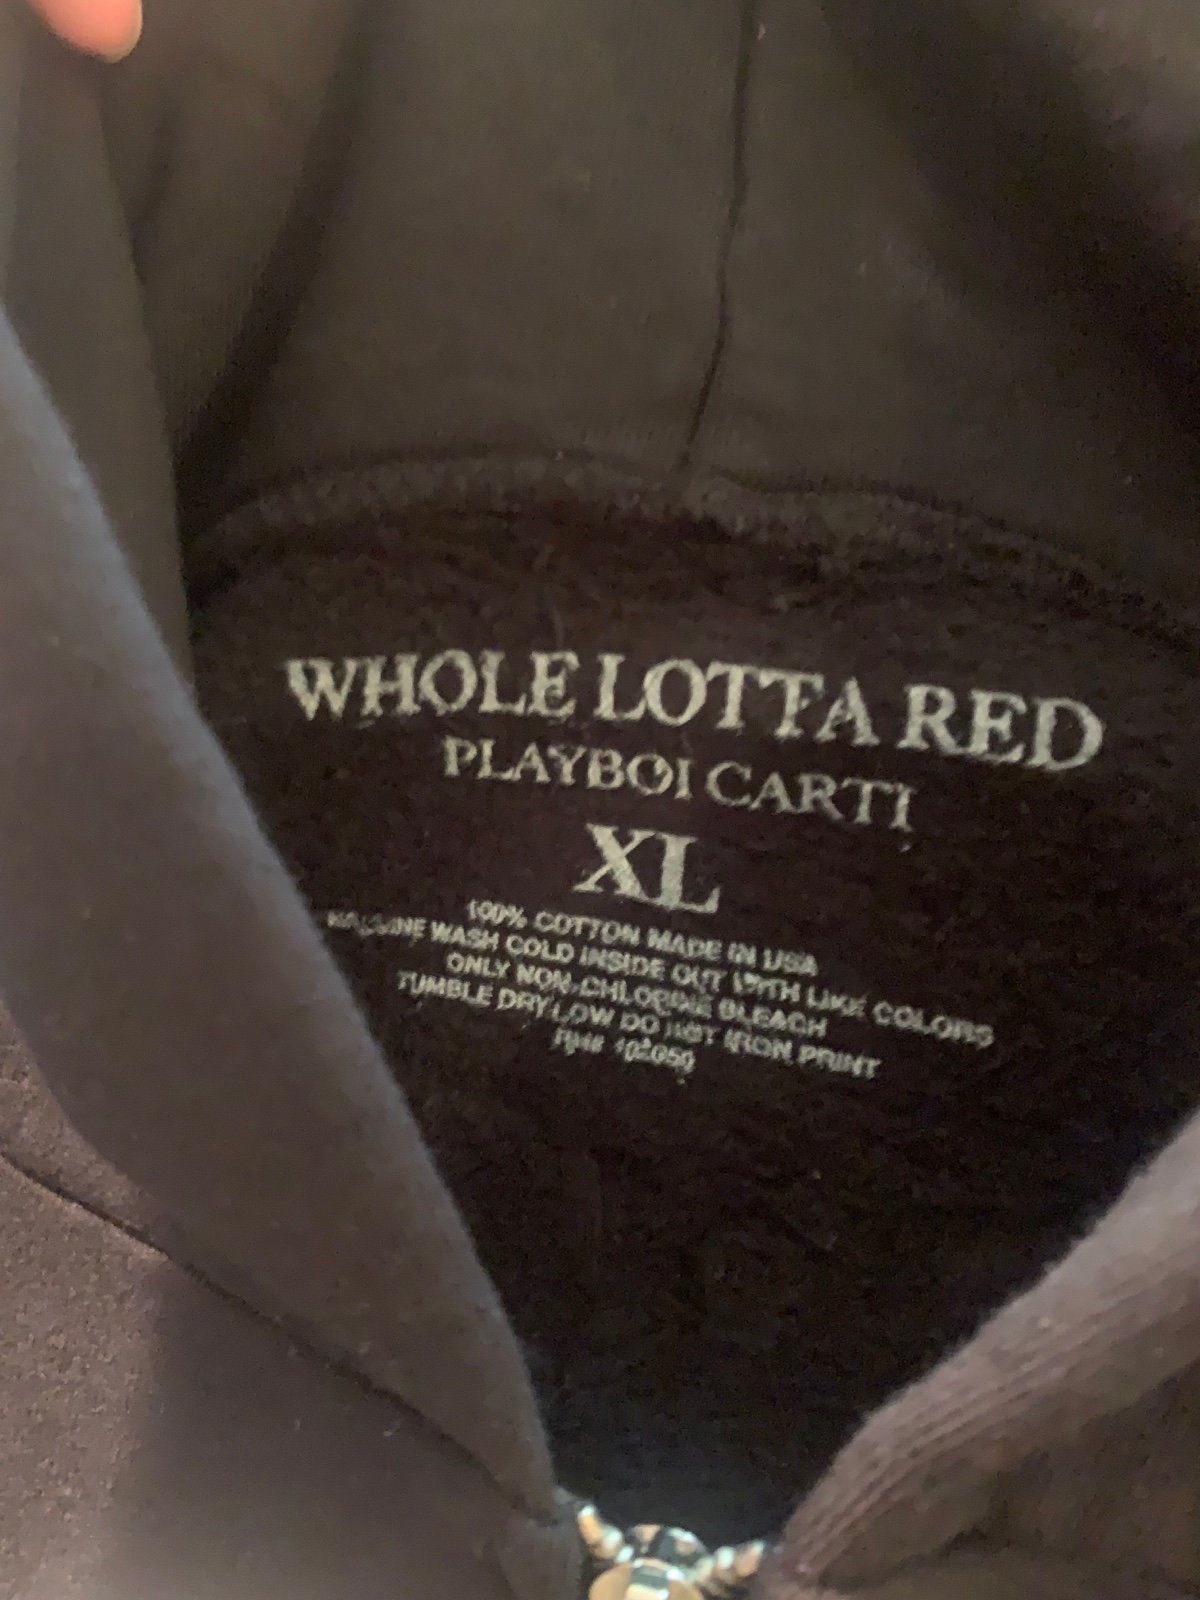 WHOLE LOTTA RED
PLAYBOI CARTI
XL
100% COTTON MADE IN USA
MACHINE WASH COLD INSIDE OUT WITH LIKE COLORS
ONLY NON-CHLORINE BLEACH
TUMBLE DRY LOW DO NOT IRON PRINT